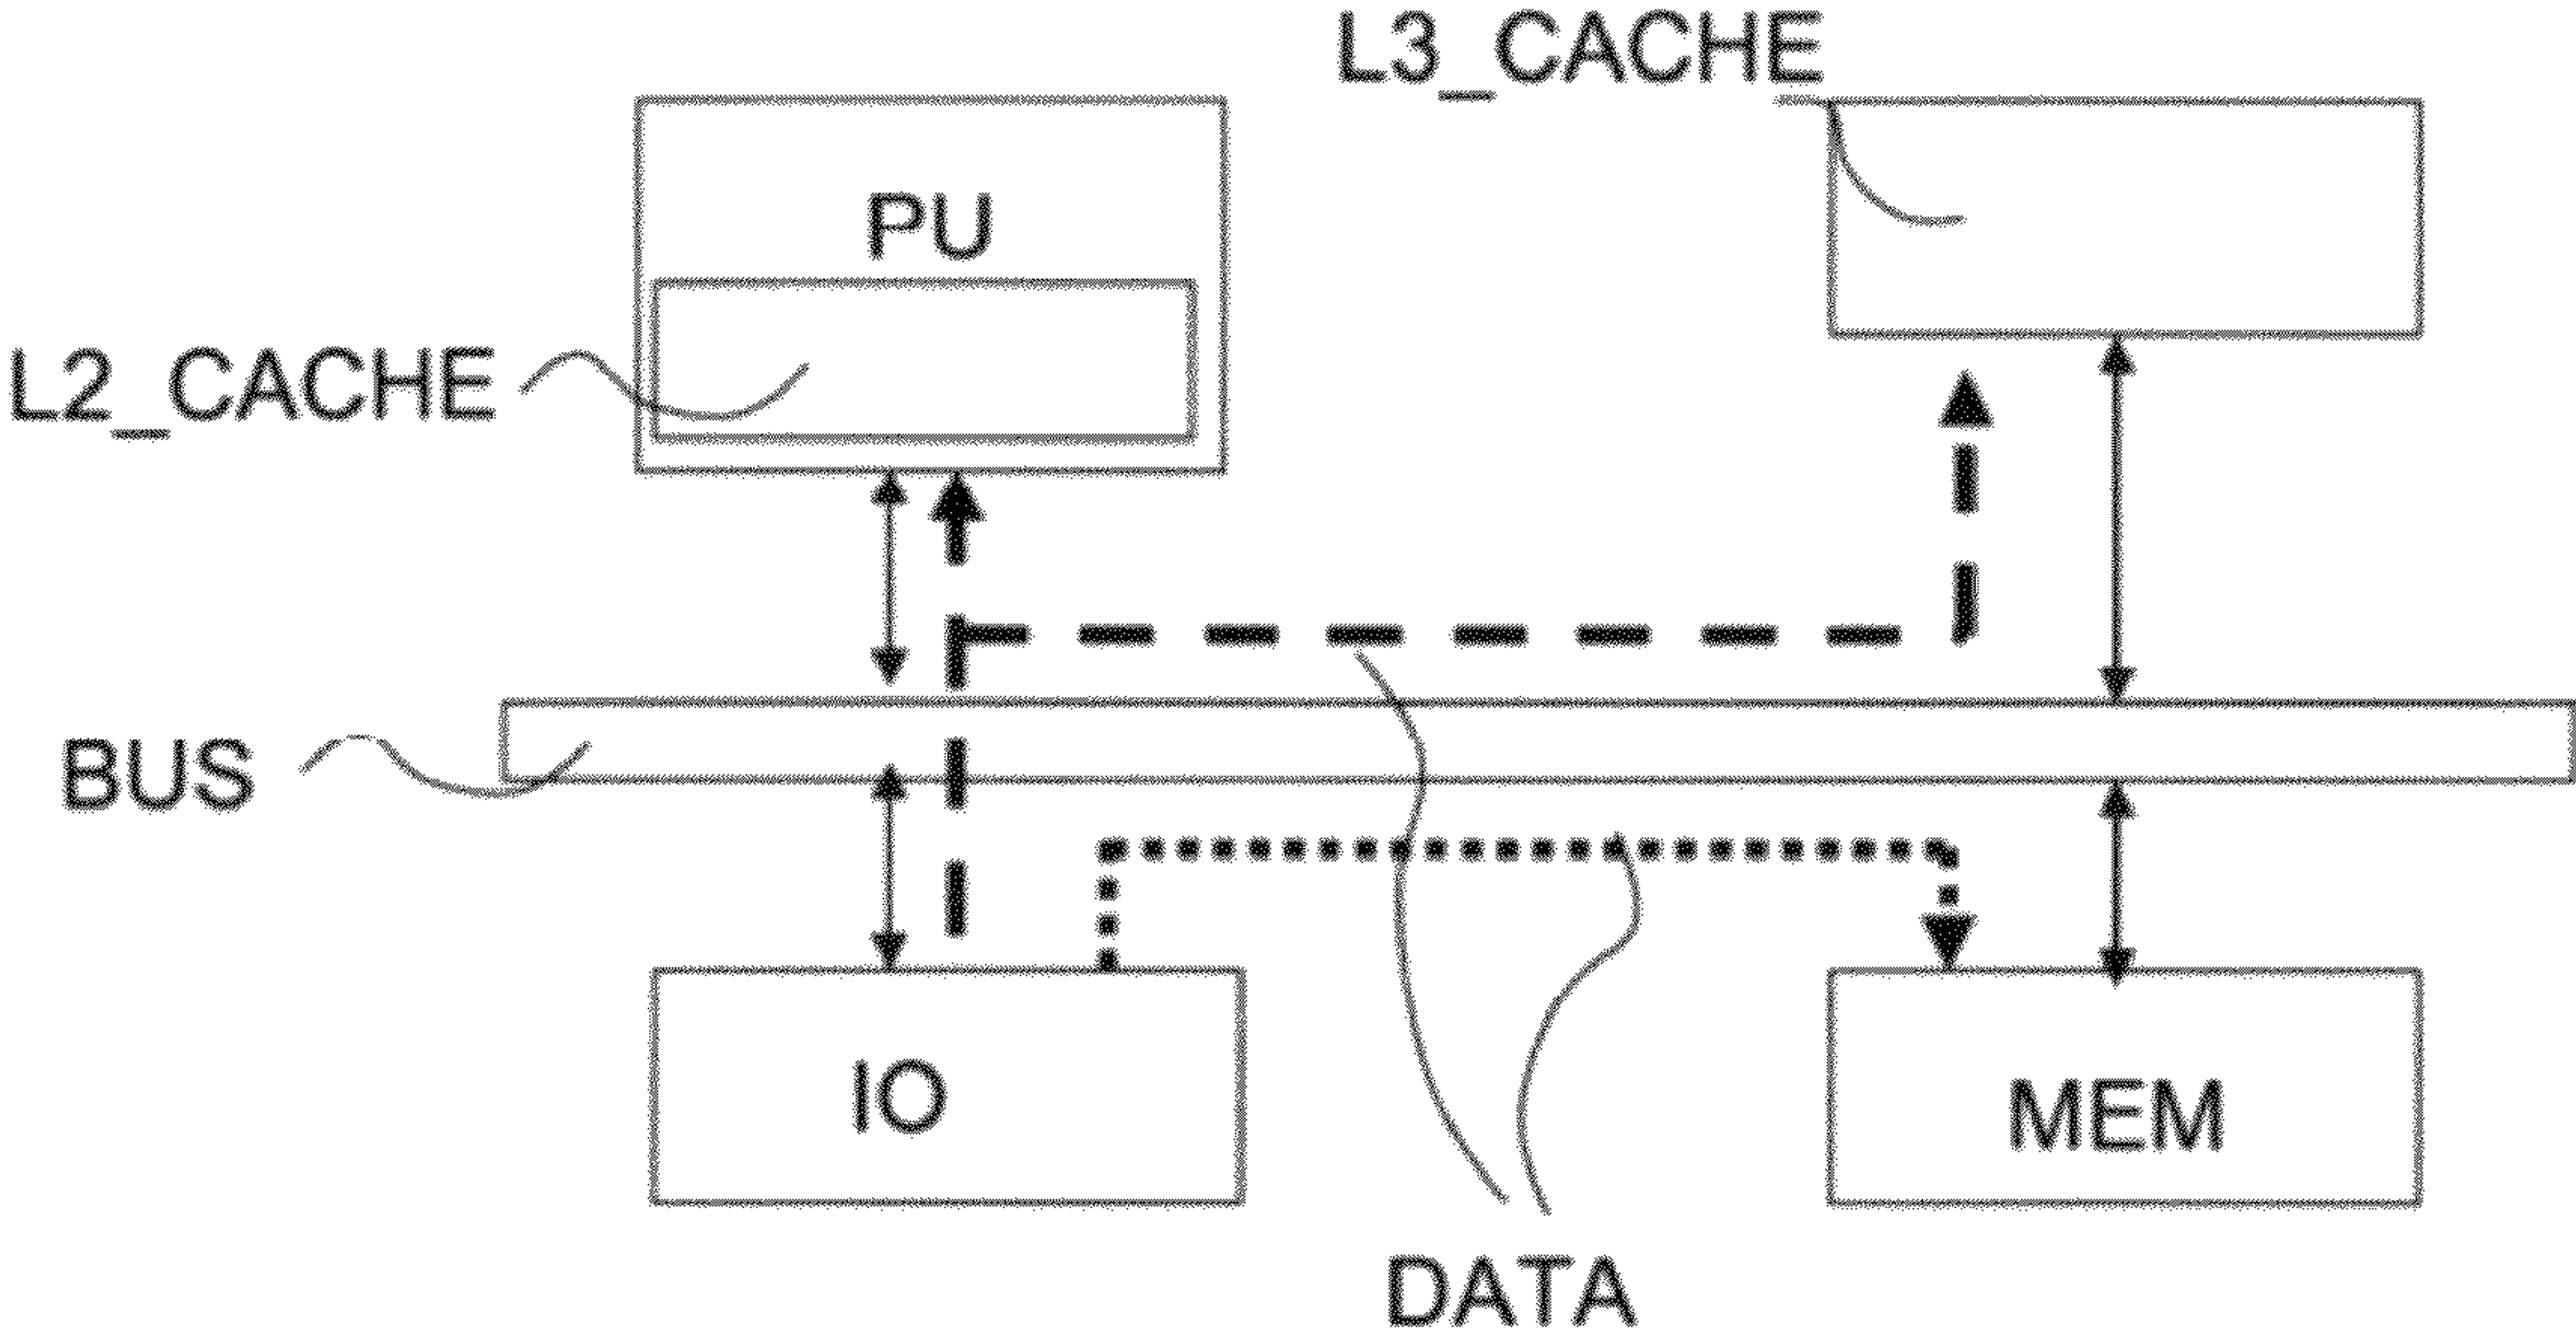 L3_CACHE
PU
L2_CACHE
BUS
IO
MEM
DATA